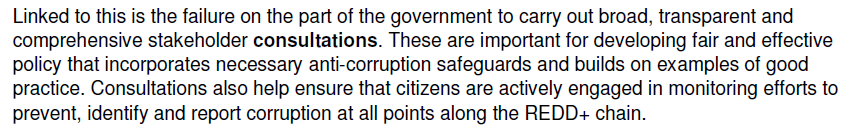 Linked to this is the failure on the part of the government to carry out broad, transparent and
comprehensive stakeholder consultations. These are important for developing fair and effective
policy that incorporates necessary anti-corruption safeguards and builds on examples of good
practice. Consultations also help ensure that citizens are actively engaged in monitoring efforts to
prevent, identify and report corruption at all points along the REDD+ chain.